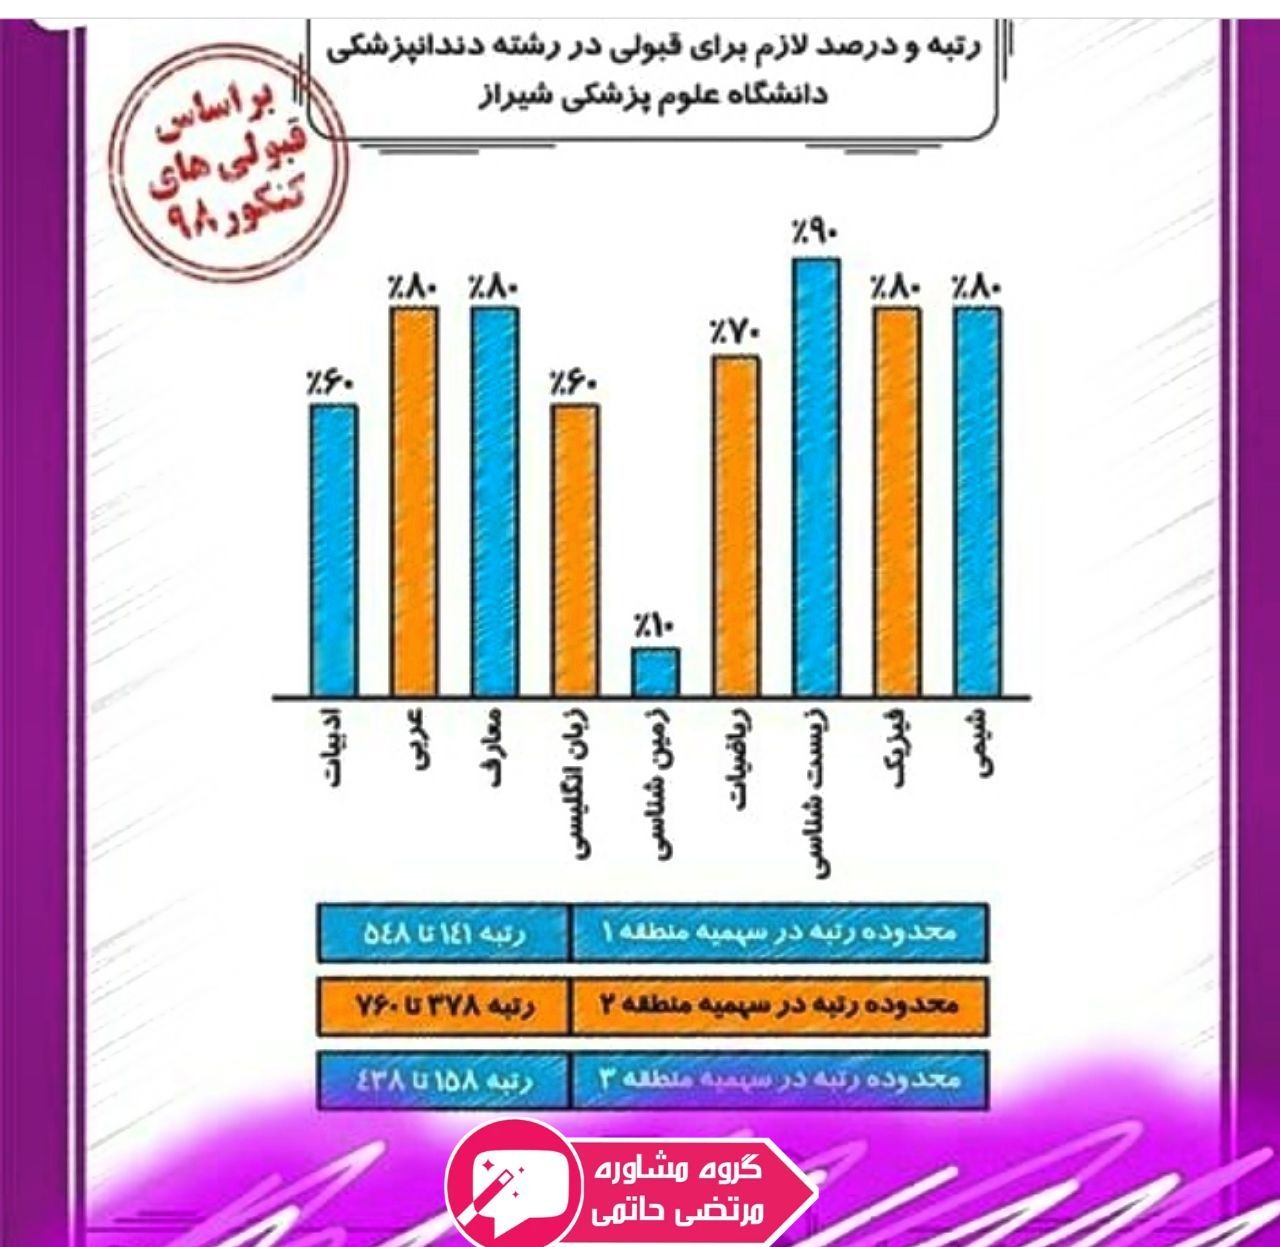 رتبه و درصد لازم برای قبولی در رشته دندانپزشکی
دانشگاه علوم پزشکی شیراز
بر اساس
قبولی های
کنکور ۹۸
٪۶۰
٪۸۰
٪۸۰
٪۶۰
٪۱۰
٪۷۰
٪۹۰
٪۸۰
٪۸۰
ادبیات
عربی
معارف
زبان انگلیسی
زمین شناسی
ریاضیات
زیست شناسی
فیزیک
شیمی
محدوده رتبه در سهمیه منطقه ۱ رتبه ۱۴۱ تا ۵۴۸
محدوده رتبه در سهمیه منطقه ۲ رتبه ۳۷۸ تا ۷۶۰
محدوده رتبه در سهمیه منطقه ۳ رتبه ۱۵۸ تا ۴۳۸
گروه مشاوره
مرتضی حاتمی